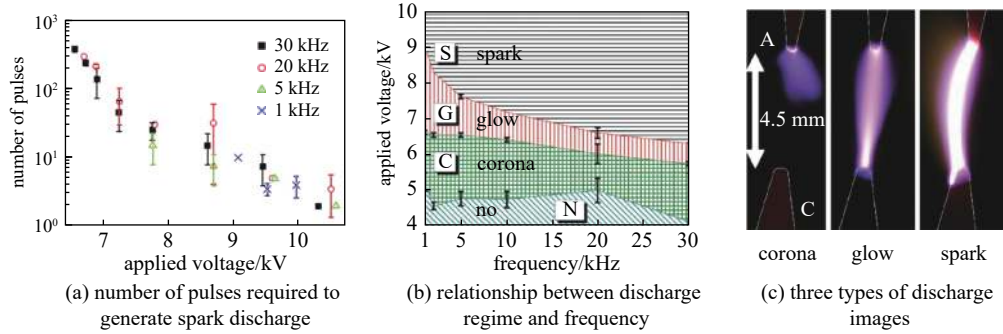 10³
10²
10¹
10⁰
number of pulses
30 kHz
20 kHz
5 kHz
1 kHz
7 8 9 10
applied voltage/kV
(a) number of pulses required to
generate spark discharge
10
9
8
7
6
5
4
applied voltage/kV
S spark
G glow
C corona
no N
1 5 10 20 30
frequency/kHz
(b) relationship between discharge
regime and frequency
A
4.5 mm
C
corona glow spark
(c) three types of discharge
images